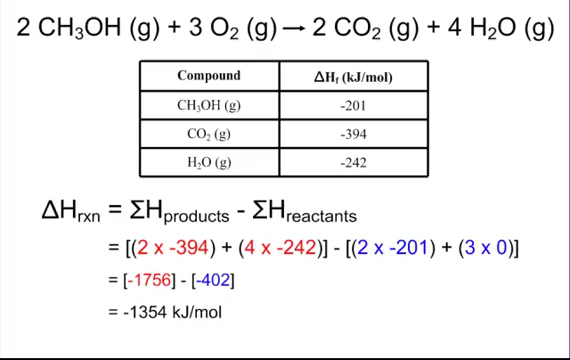 2 CH₃OH (g) + 3 O₂ (g) → 2 CO₂ (g) + 4 H₂O (g)
Compound ΔHf (kJ/mol)
CH₃OH (g) -201
CO₂ (g) -394
H₂O (g) -242
ΔHrxn = ΣHproducts - ΣHreactants
= [(2 x -394) + (4 x -242)] - [(2 x -201) + (3 x 0)]
= [-1756] - [-402]
= -1354 kJ/mol